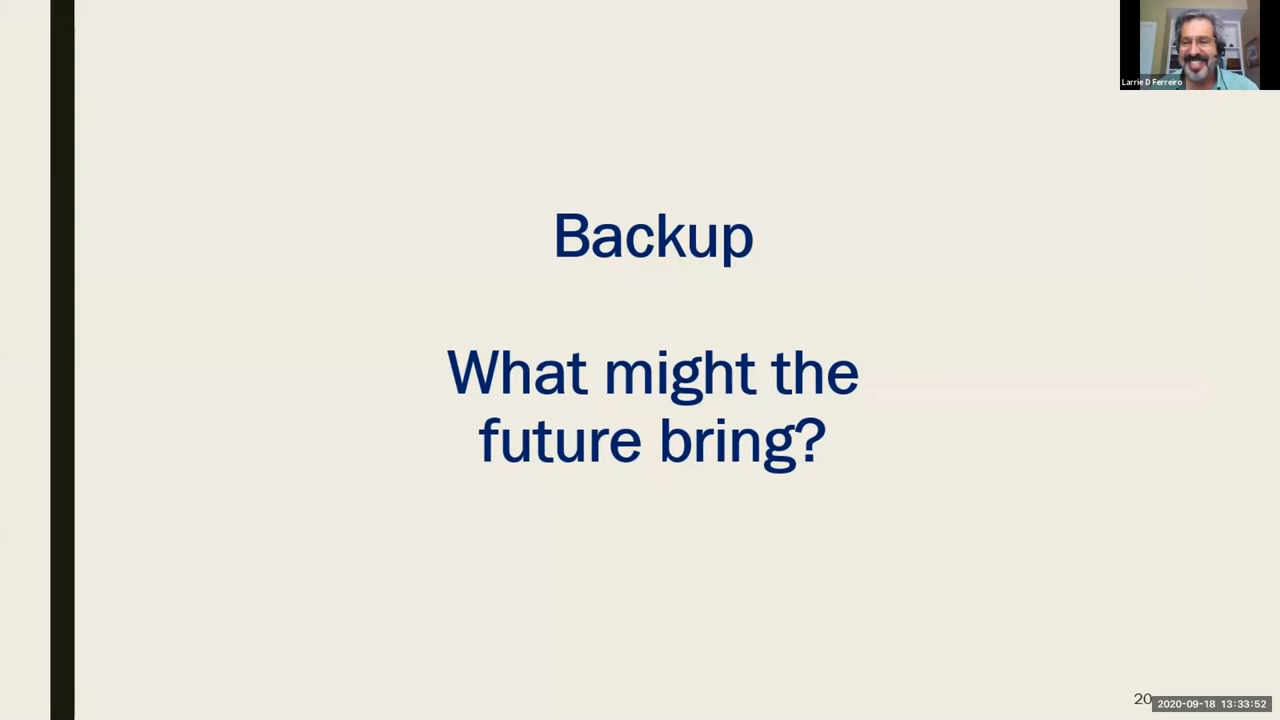 Larrie D Ferreiro
Backup
What might the
future bring?
20
2020-09-18 13:33:52